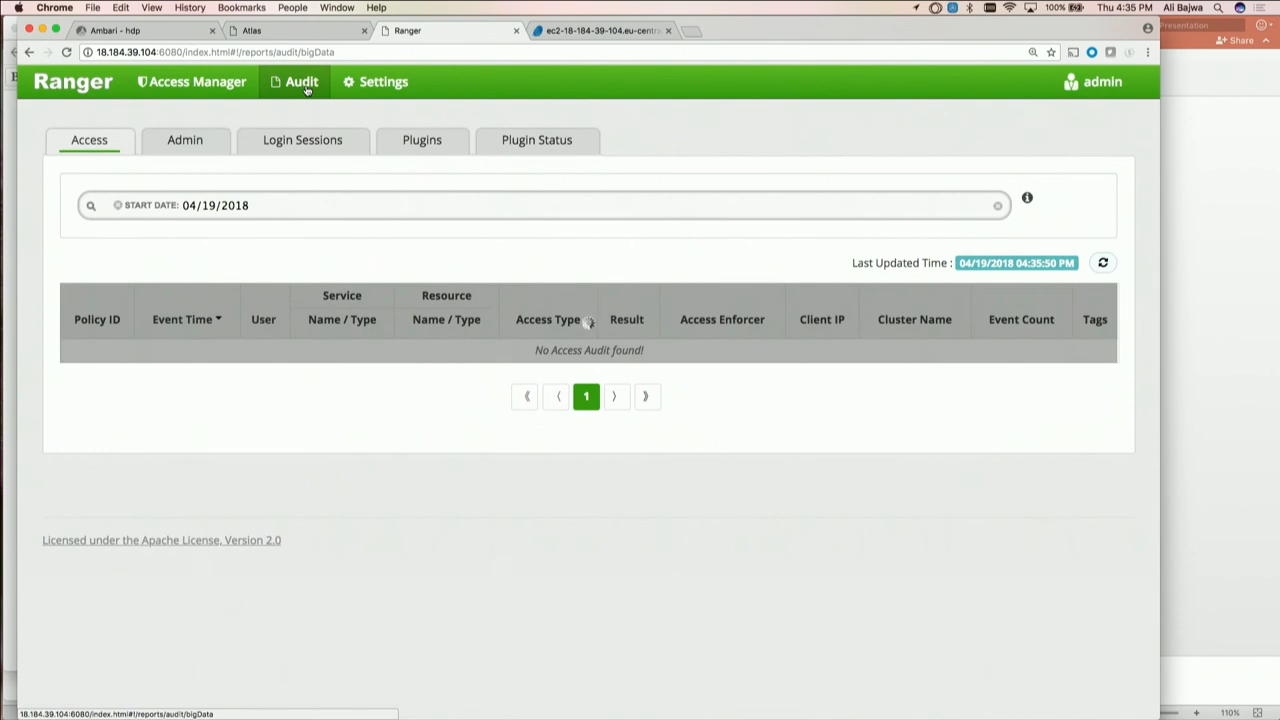 Chrome File Edit View History Bookmarks People Window Help 100% Thu 4:35 PM Ali Bajwa
Ambari - hdp Atlas Ranger ec2-18-184-39-104.eu-centr
Presentation
18.184.39.104:6080/index.html#!/reports/audit/bigData
Share
Ranger Access Manager Audit Settings admin
Access Admin Login Sessions Plugins Plugin Status
START DATE: 04/19/2018
Last Updated Time : 04/19/2018 04:35:50 PM
Service Resource
Policy ID Event Time User Name / Type Name / Type Access Type Result Access Enforcer Client IP Cluster Name Event Count Tags
No Access Audit found!
1
Licensed under the Apache License, Version 2.0
18.184.39.104:6080/index.html#!/reports/audit/bigData
110%